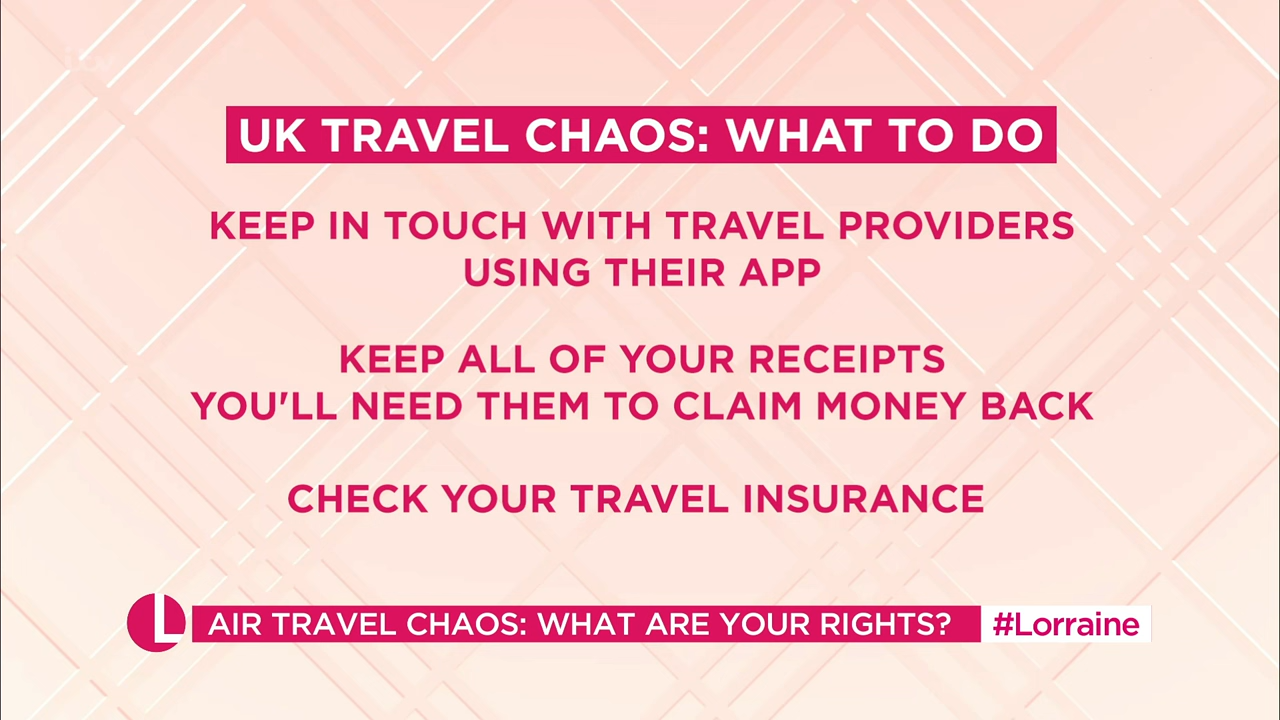 UK TRAVEL CHAOS: WHAT TO DO
KEEP IN TOUCH WITH TRAVEL PROVIDERS
USING THEIR APP
KEEP ALL OF YOUR RECEIPTS
YOU'LL NEED THEM TO CLAIM MONEY BACK
CHECK YOUR TRAVEL INSURANCE
L AIR TRAVEL CHAOS: WHAT ARE YOUR RIGHTS? #Lorraine